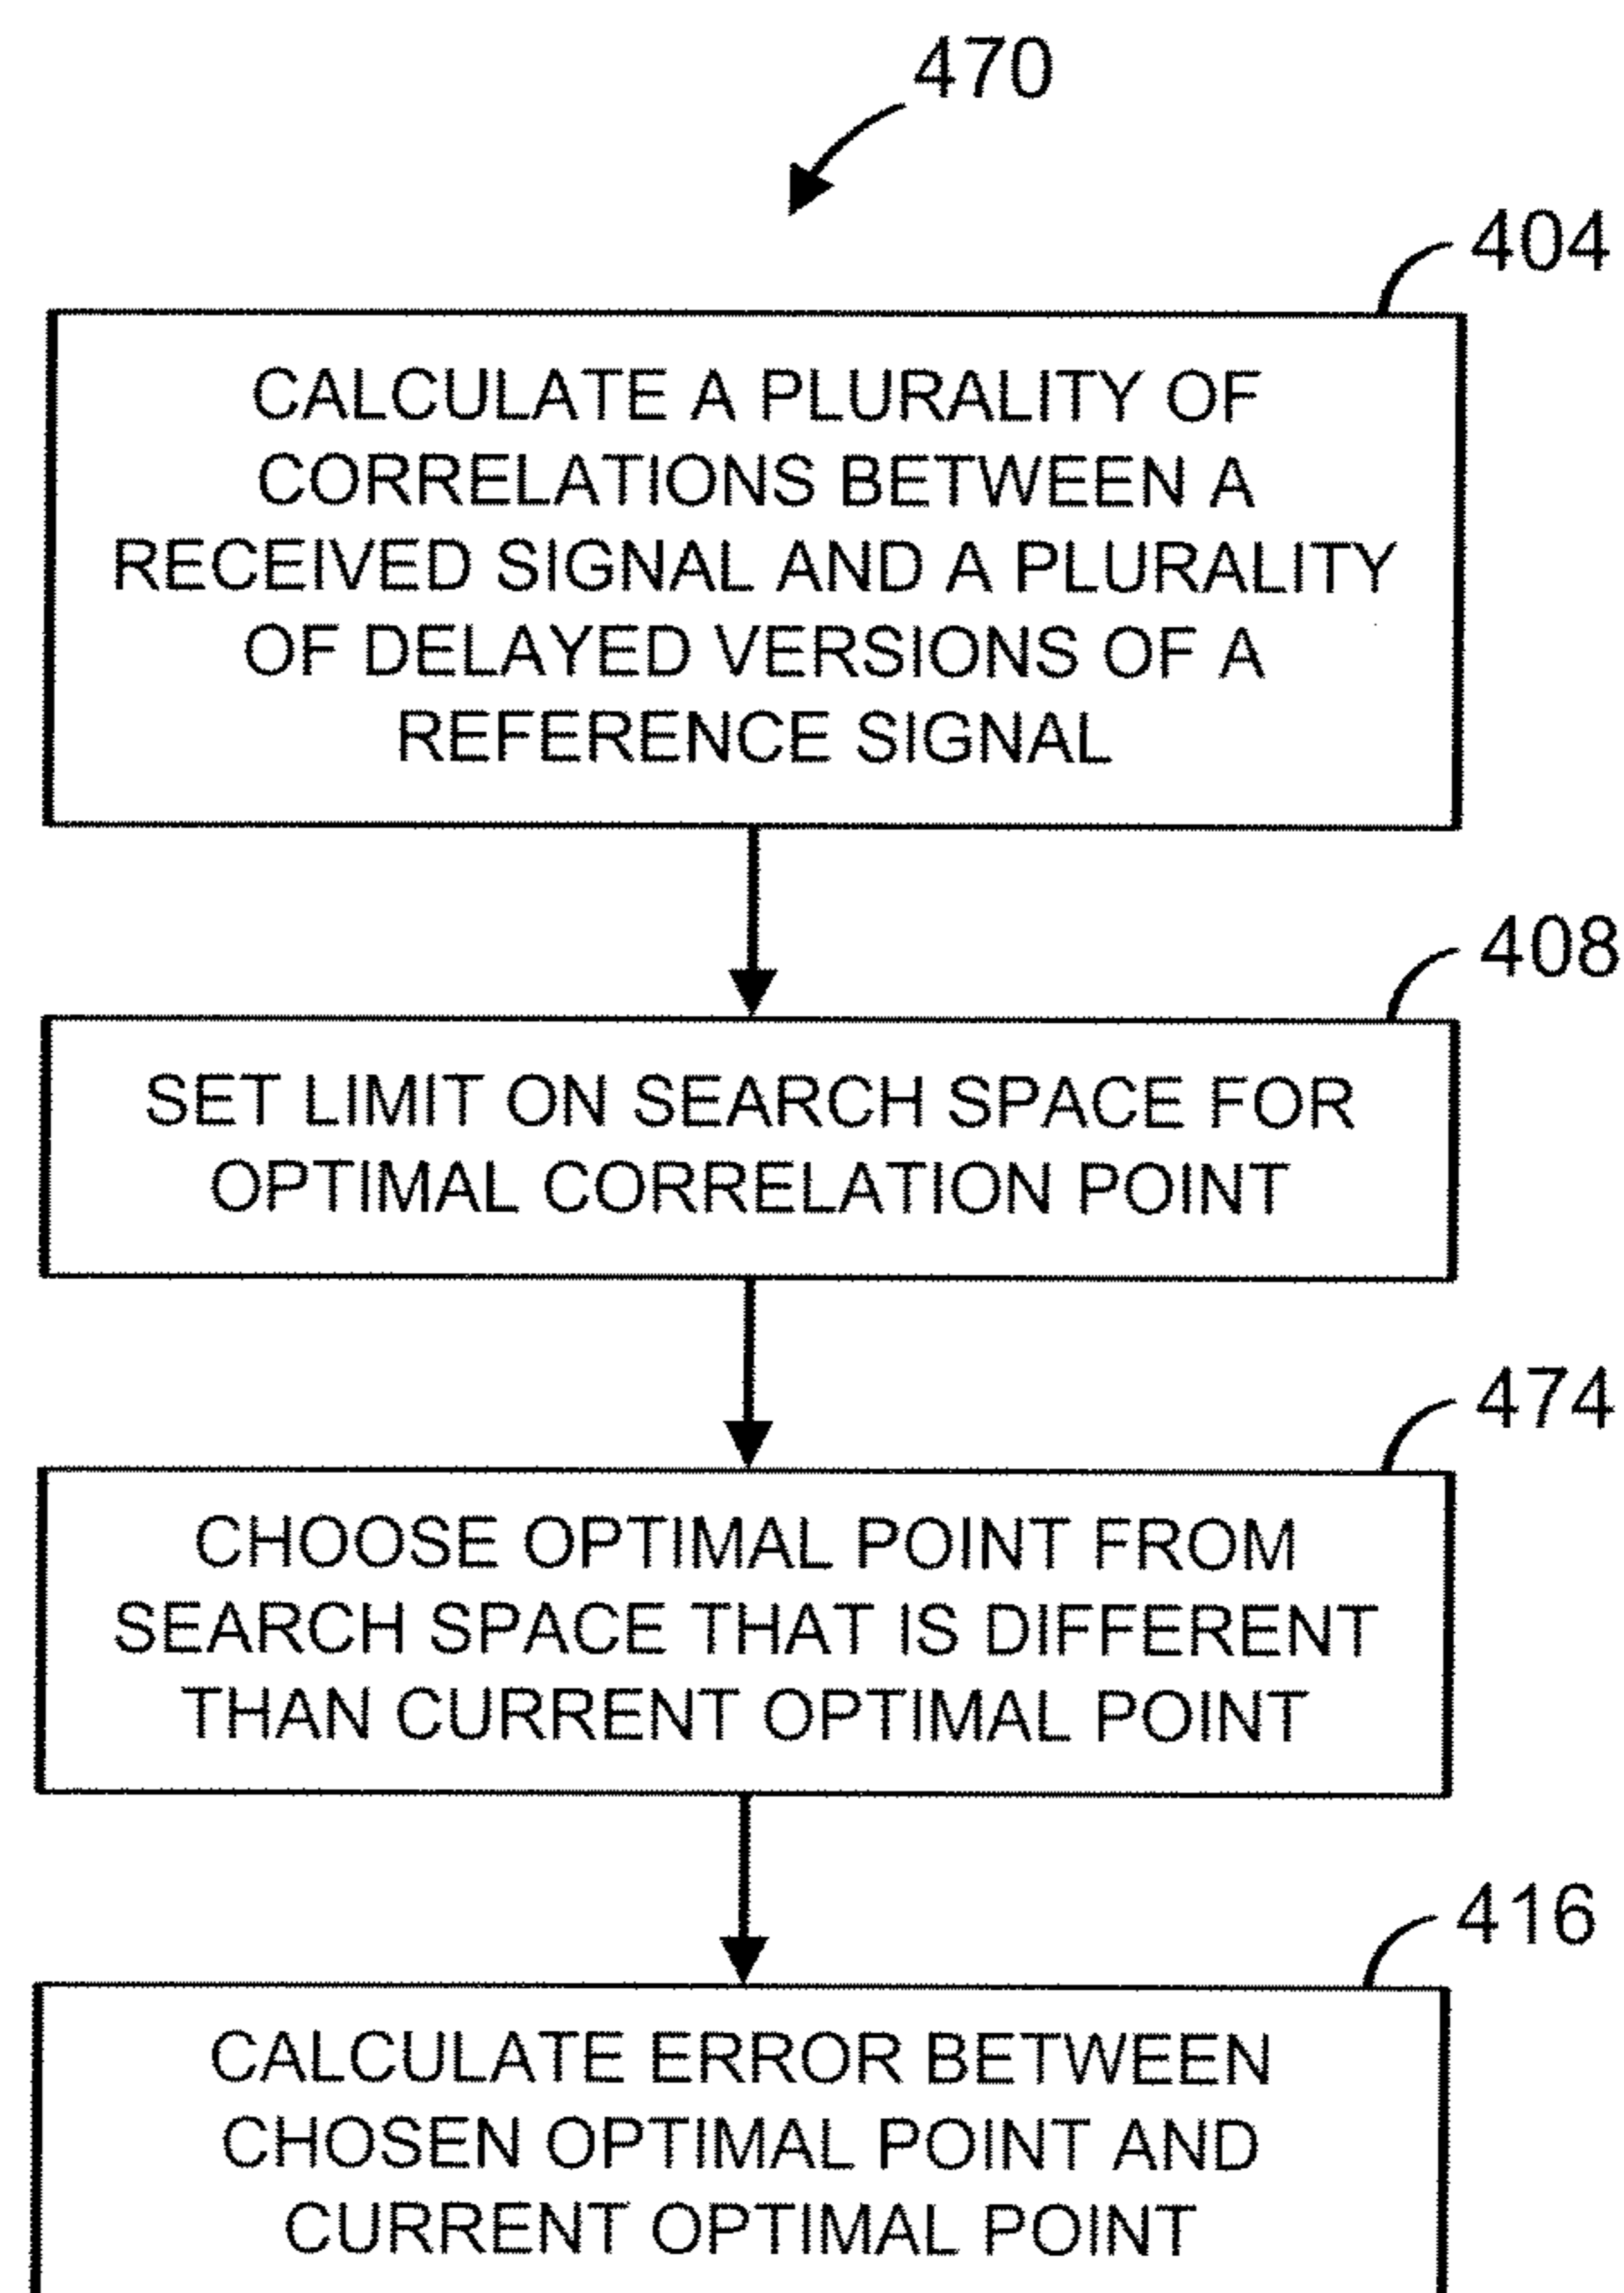 470
404
CALCULATE A PLURALITY OF
CORRELATIONS BETWEEN A
RECEIVED SIGNAL AND A PLURALITY
OF DELAYED VERSIONS OF A
REFERENCE SIGNAL
408
SET LIMIT ON SEARCH SPACE FOR
OPTIMAL CORRELATION POINT
474
CHOOSE OPTIMAL POINT FROM
SEARCH SPACE THAT IS DIFFERENT
THAN CURRENT OPTIMAL POINT
416
CALCULATE ERROR BETWEEN
CHOSEN OPTIMAL POINT AND
CURRENT OPTIMAL POINT